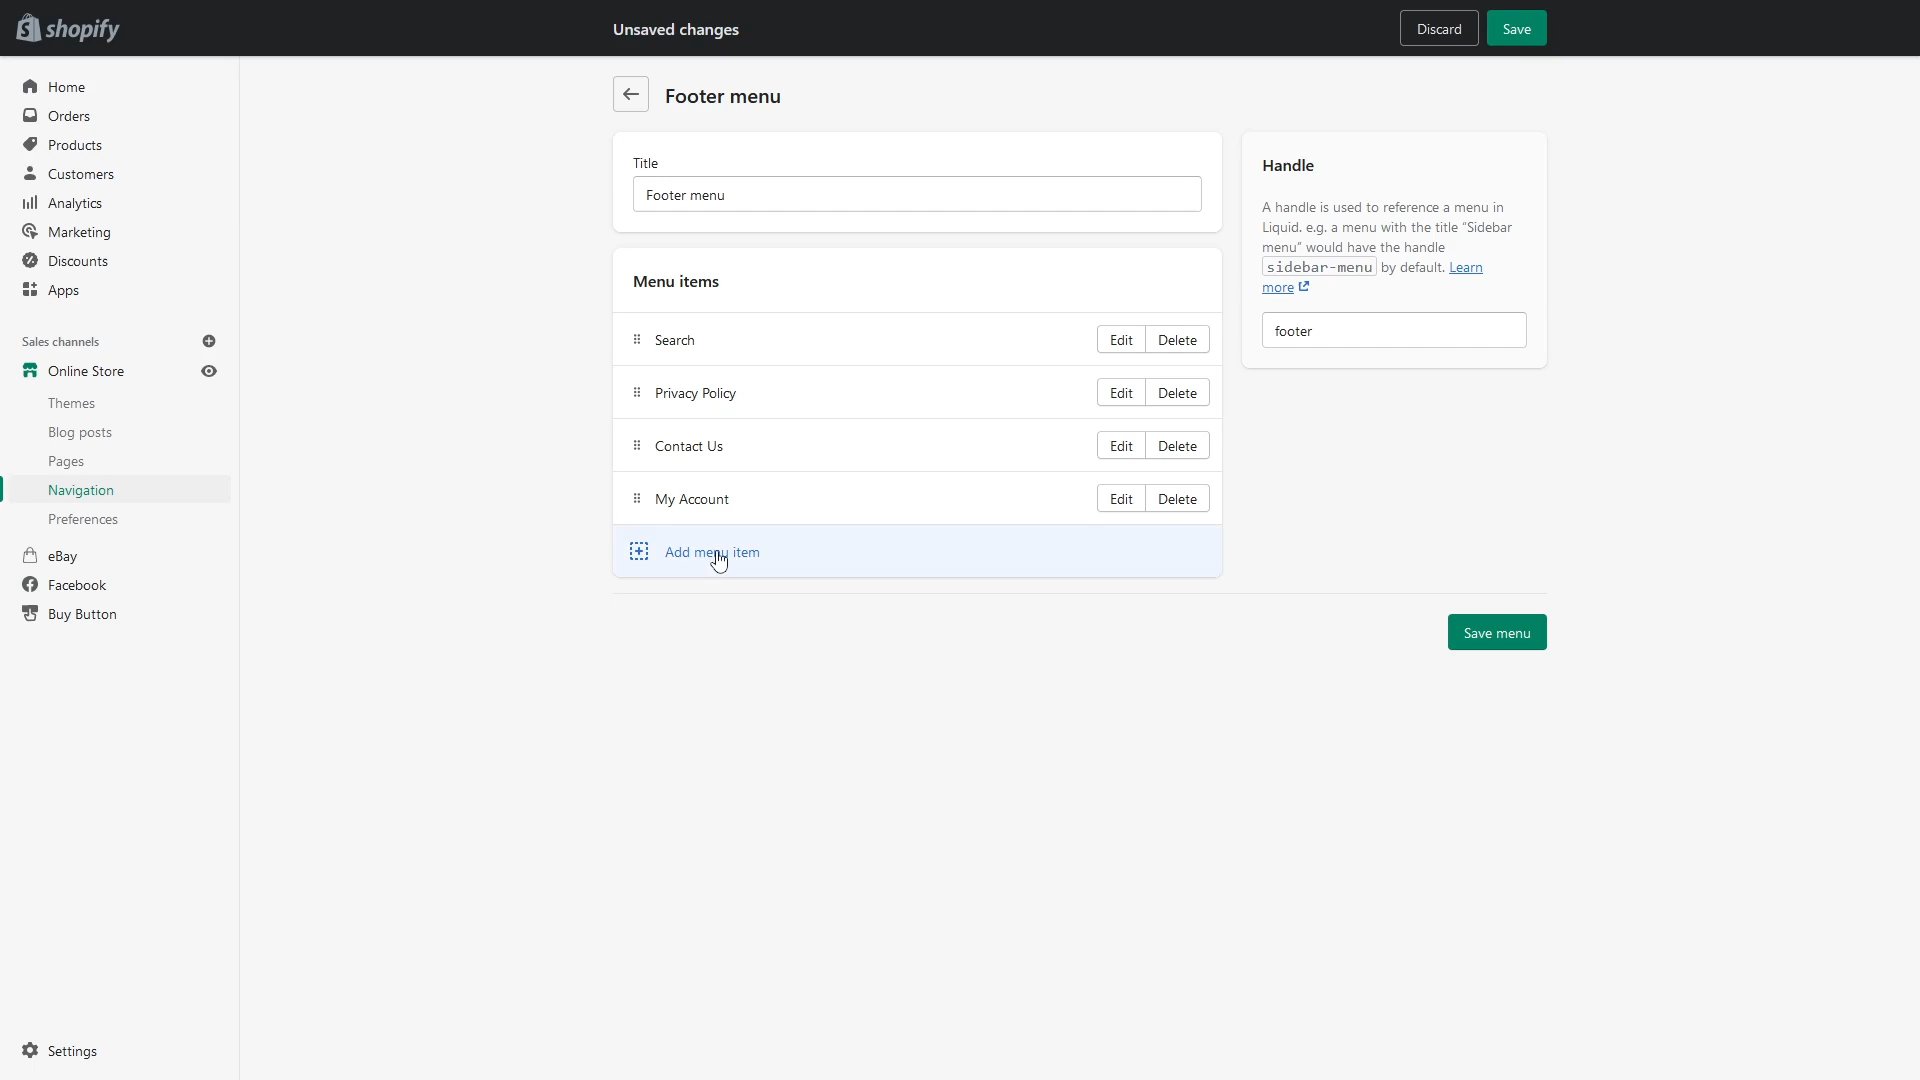 shopify
Unsaved changes
Discard
Save
Home
Orders
Products
Customers
Analytics
Marketing
Discounts
Apps
Sales channels
Online Store
Themes
Blog posts
Pages
Navigation
Preferences
eBay
Facebook
Buy Button
Settings
Footer menu
Title
Footer menu
Menu items
Search Edit Delete
Privacy Policy Edit Delete
Contact Us Edit Delete
My Account Edit Delete
Add menu item
Handle
A handle is used to reference a menu in
Liquid. e.g. a menu with the title “Sidebar
menu” would have the handle
sidebar-menu by default. Learn
more
footer
Save menu